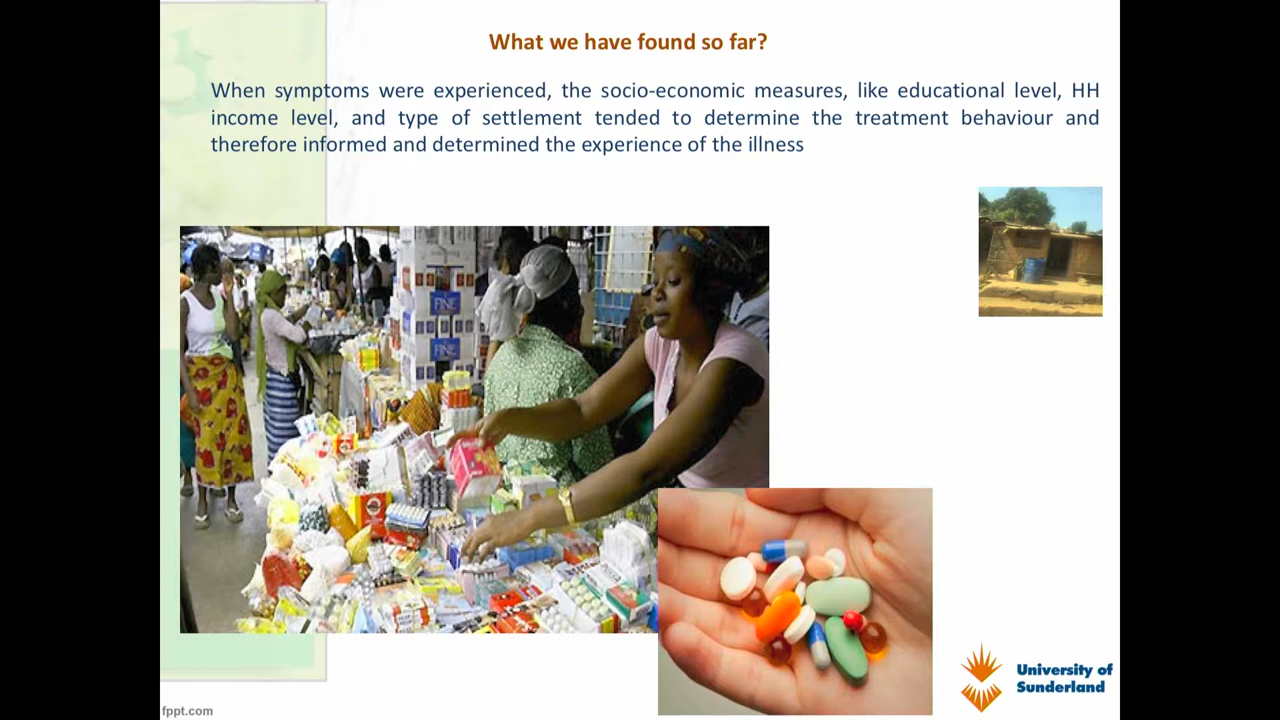 What we have found so far?
When symptoms were experienced, the socio-economic measures, like educational level, HH
income level, and type of settlement tended to determine the treatment behaviour and
therefore informed and determined the experience of the illness
FINE
FINE
University of
Sunderland
fppt.com